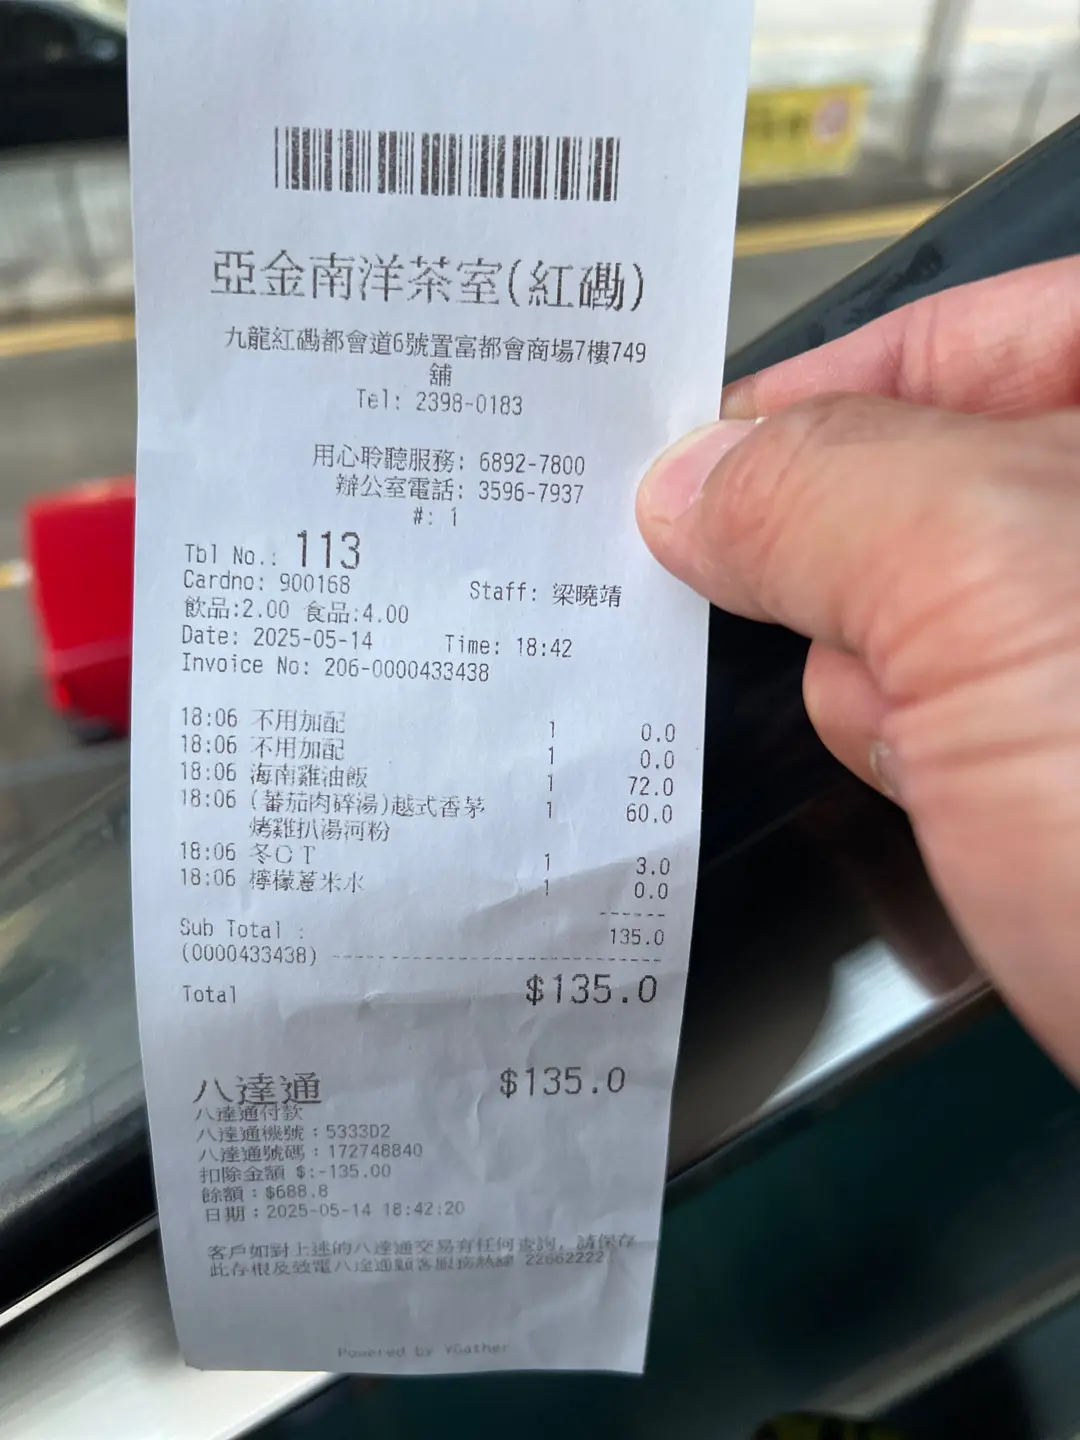 亞金南洋茶室(紅磡)
九龍紅磡都會道6號置富都會商場7樓749
舖
Tel: 2398-0183
用心聆聽服務: 6892-7800
辦公室電話: 3596-7937
#: 1
Tbl No.: 113
Cardno: 900168 Staff: 梁曉靖
飲品:2.00 食品:4.00
Date: 2025-05-14 Time: 18:42
Invoice No: 206-0000433438
18:06 不用加配 1 0.0
18:06 不用加配 1 0.0
18:06 海南雞油飯 1 72.0
18:06 (蕃茄肉碎湯)越式香茅 1 60.0
烤雞扒湯河粉
18:06 冬OT 1 3.0
18:06 檸檬薏米水 1 0.0
Sub Total : 135.0
(0000433438)
Total $135.0
八達通 $135.0
八達通付款
八達通機號：5333D2
八達通號碼：172748840
扣除金額 $:-135.00
餘額：$688.8
日期：2025-05-14 18:42:20
客戶如對上述的八達通交易有任何查詢, 請保存
此存根及致電八達通顧客服務熱線 22662222
Powered by YGather